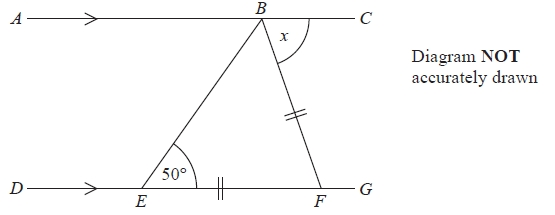 A B C
x
Diagram NOT
accurately drawn
50°
D E F G